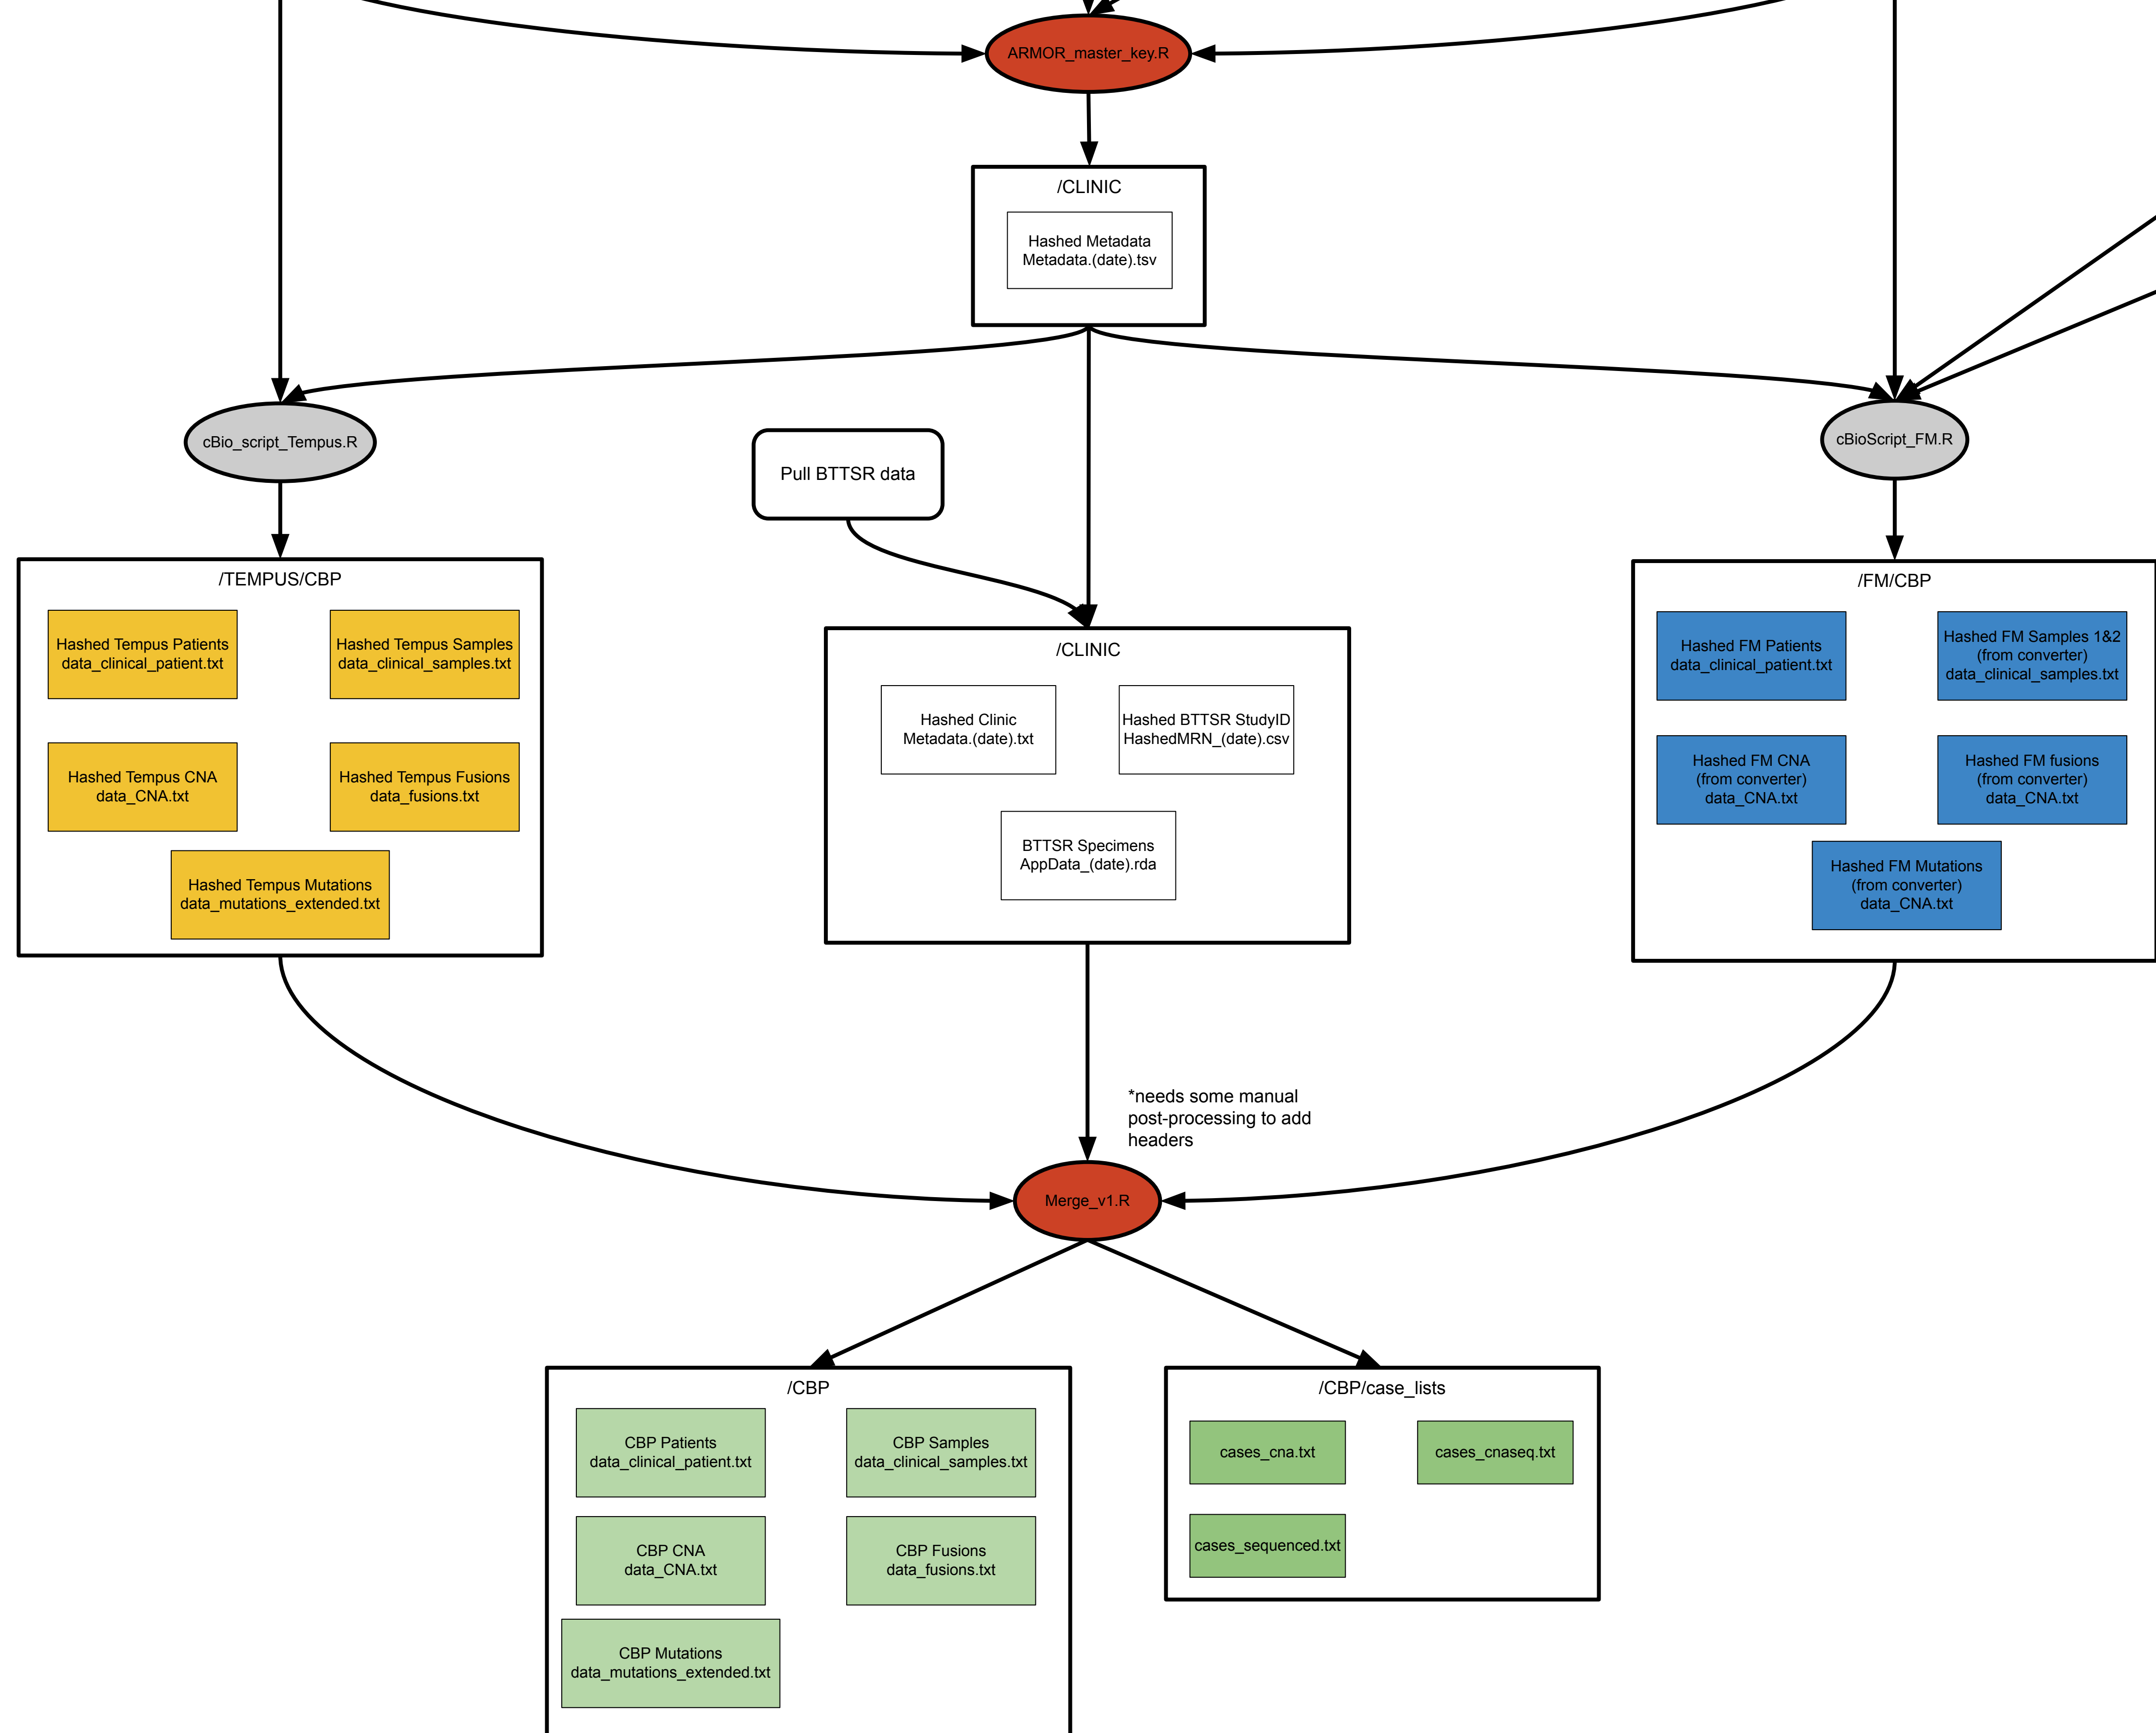 ARMOR_master_key.R
/CLINIC
Hashed Metadata
Metadata.(date).tsv
cBio_script_Tempus.R
cBioScript_FM.R
Pull BTTSR data
/TEMPUS/CBP
Hashed Tempus Patients
data_clinical_patient.txt
Hashed Tempus Samples
data_clinical_samples.txt
Hashed Tempus CNA
data_CNA.txt
Hashed Tempus Fusions
data_fusions.txt
Hashed Tempus Mutations
data_mutations_extended.txt
/CLINIC
Hashed Clinic
Metadata.(date).txt
Hashed BTTSR StudyID
HashedMRN_(date).csv
BTTSR Specimens
AppData_(date).rda
/FM/CBP
Hashed FM Patients
data_clinical_patient.txt
Hashed FM Samples 1&2
(from converter)
data_clinical_samples.txt
Hashed FM CNA
(from converter)
data_CNA.txt
Hashed FM fusions
(from converter)
data_CNA.txt
Hashed FM Mutations
(from converter)
data_CNA.txt
*needs some manual
post-processing to add
headers
Merge_v1.R
/CBP
CBP Patients
data_clinical_patient.txt
CBP Samples
data_clinical_samples.txt
CBP CNA
data_CNA.txt
CBP Fusions
data_fusions.txt
CBP Mutations
data_mutations_extended.txt
/CBP/case_lists
cases_cna.txt
cases_cnaseq.txt
cases_sequenced.txt